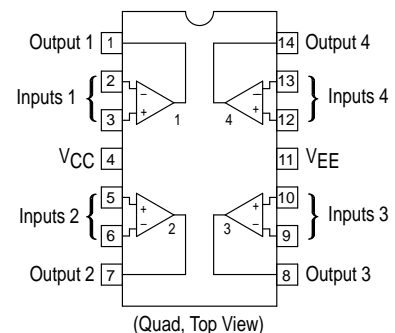 Output 1 1 14 Output 4
Inputs 1 { 2 − − 13 } Inputs 4
3 + 1 4 + 12
VCC 4 11 VEE
Inputs 2 { 5 + + 10 } Inputs 3
6 − 2 3 − 9
Output 2 7 8 Output 3
(Quad, Top View)